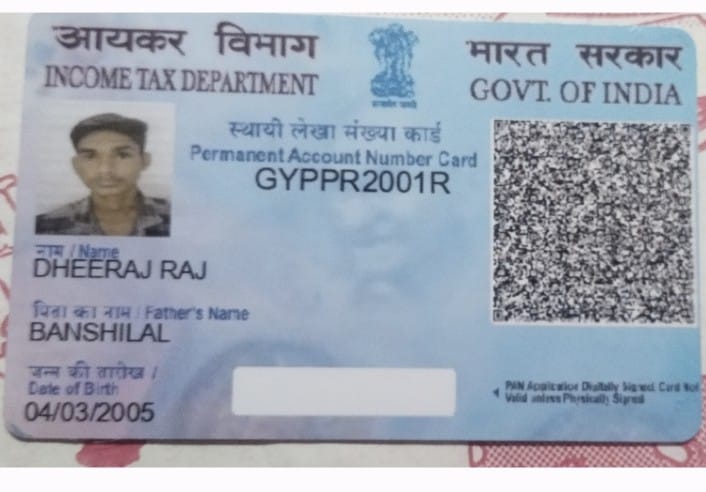 आयकर विभाग
INCOME TAX DEPARTMENT
भारत सरकार
GOVT. OF INDIA
सत्यमेव जयते
स्थायी लेखा संख्या कार्ड
Permanent Account Number Card
GYPPR2001R
नाम / Name
DHEERAJ RAJ
पिता का नाम / Father's Name
BANSHILAL
जन्म की तारीख /
Date of Birth
04/03/2005
PAN Application Digitally Signed, Card Not
Valid unless Physically Signed